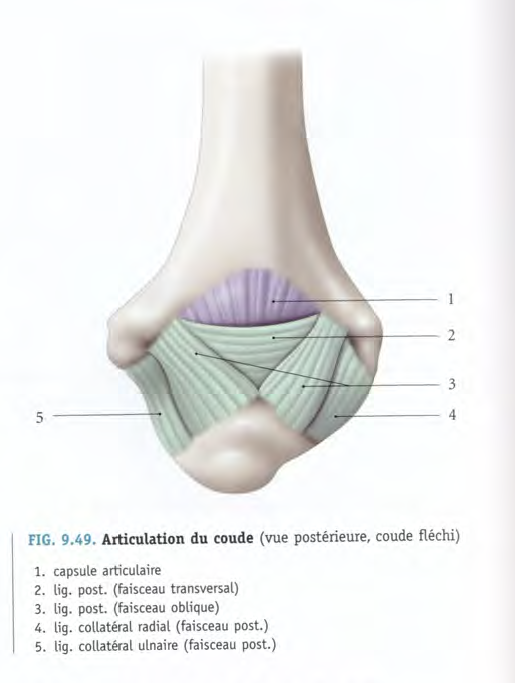 1
2
3
4
5
FIG. 9.49. Articulation du coude (vue postérieure, coude fléchi)
1. capsule articulaire
2. lig. post. (faisceau transversal)
3. lig. post. (faisceau oblique)
4. lig. collatéral radial (faisceau post.)
5. lig. collatéral ulnaire (faisceau post.)